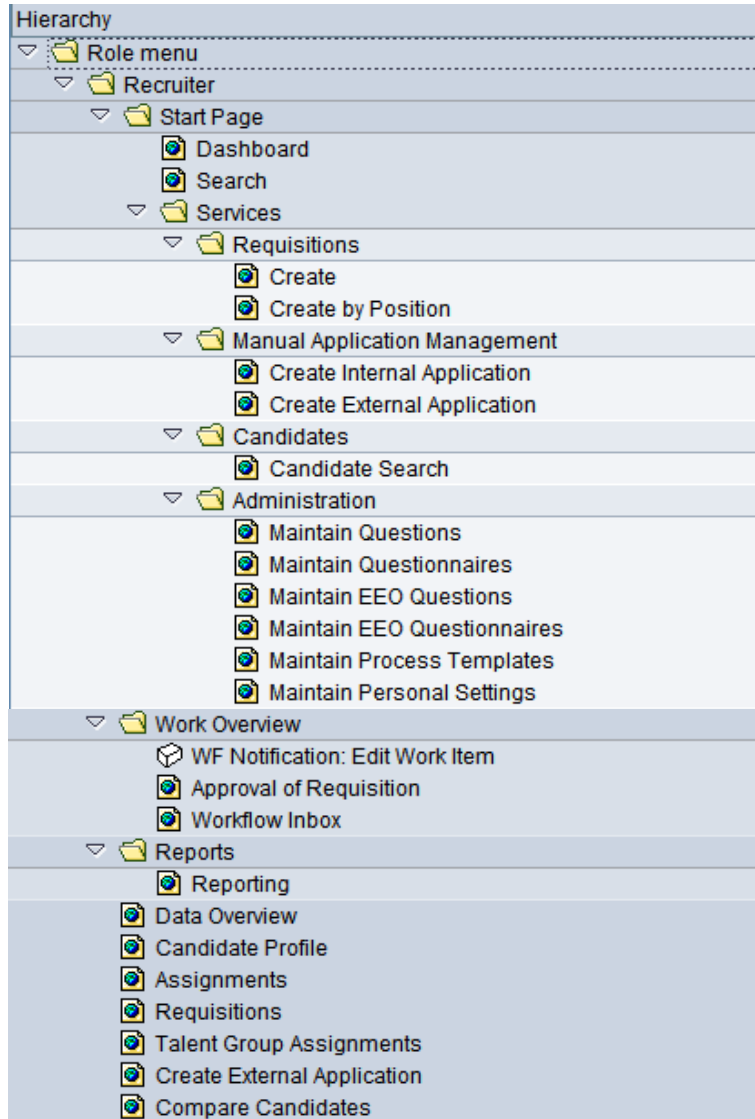 Hierarchy
Role menu
Recruiter
Start Page
Dashboard
Search
Services
Requisitions
Create
Create by Position
Manual Application Management
Create Internal Application
Create External Application
Candidates
Candidate Search
Administration
Maintain Questions
Maintain Questionnaires
Maintain EEO Questions
Maintain EEO Questionnaires
Maintain Process Templates
Maintain Personal Settings
Work Overview
WF Notification: Edit Work Item
Approval of Requisition
Workflow Inbox
Reports
Reporting
Data Overview
Candidate Profile
Assignments
Requisitions
Talent Group Assignments
Create External Application
Compare Candidates